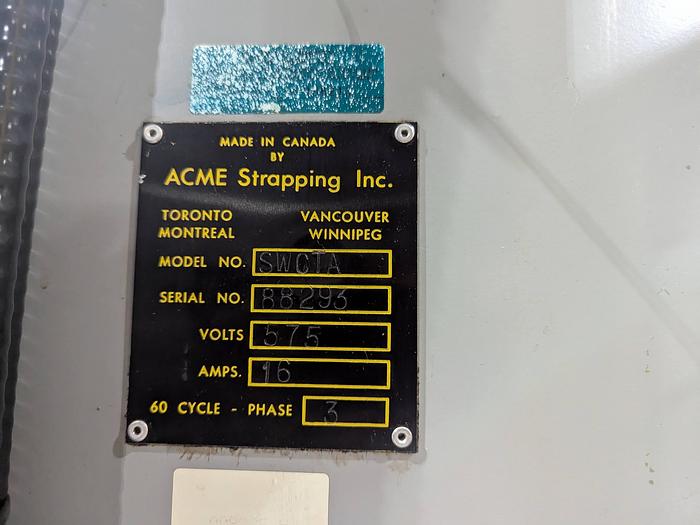 MADE IN CANADA
BY
ACME Strapping Inc.
TORONTO VANCOUVER
MONTREAL WINNIPEG
MODEL NO. SWCTA
SERIAL NO. 88293
VOLTS 575
AMPS. 16
60 CYCLE - PHASE 3